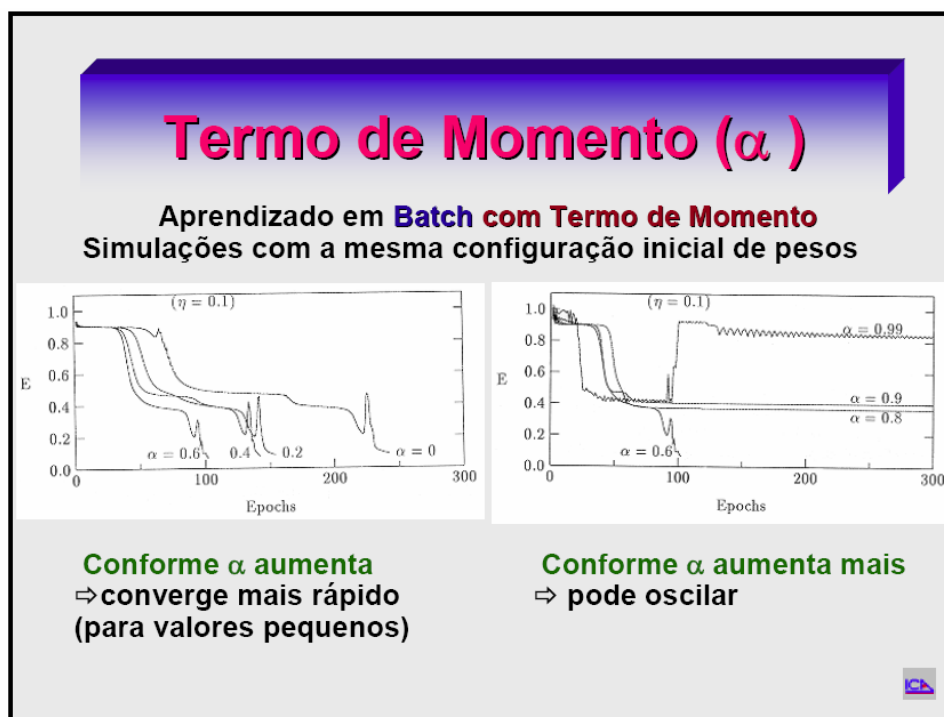 Termo de Momento (α )
Aprendizado em Batch com Termo de Momento
Simulações com a mesma configuração inicial de pesos
(η = 0.1)
1.0
0.8
E
0.6
0.4
0.2
0.0
α = 0.6
0.4
0.2
α = 0
0
100
200
300
Epochs
(η = 0.1)
1.0
0.8
E
0.6
0.4
0.2
0.0
α = 0.99
α = 0.9
α = 0.8
α = 0.6
0
100
200
300
Epochs
Conforme α aumenta
⇨converge mais rápido
(para valores pequenos)
Conforme α aumenta mais
⇨ pode oscilar
ICA